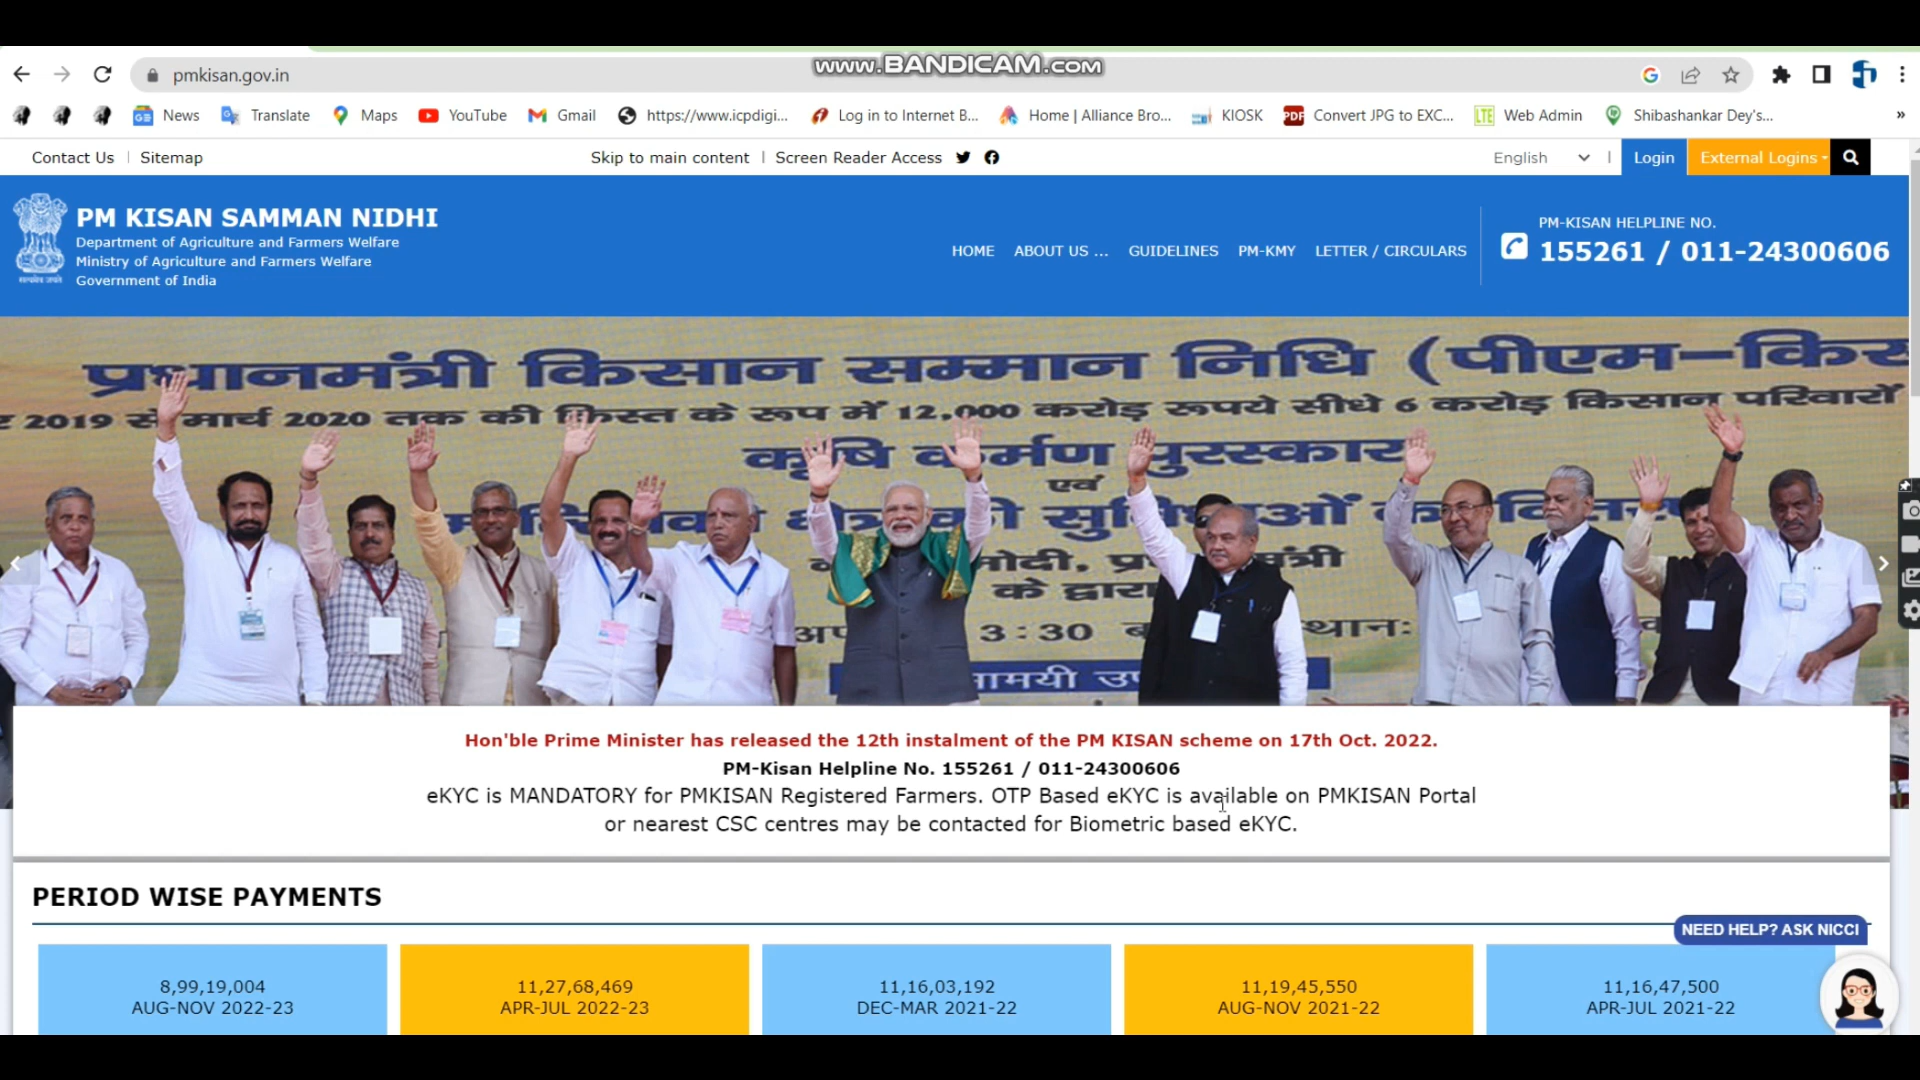 www.BANDICAM.com
pmkisan.gov.in
News
Translate
Maps
YouTube
Gmail
https://www.icpdigi...
Log in to Internet B...
Home | Alliance Bro...
KIOSK
Convert JPG to EXC...
Web Admin
Shibashankar Dey's...
»
Contact Us | Sitemap
Skip to main content | Screen Reader Access
English
Login
External Logins
PM KISAN SAMMAN NIDHI
Department of Agriculture and Farmers Welfare
Ministry of Agriculture and Farmers Welfare
Government of India
HOME
ABOUT US ...
GUIDELINES
PM-KMY
LETTER / CIRCULARS
PM-KISAN HELPLINE NO.
155261 / 011-24300606
प्रधानमंत्री किसान सम्मान निधि (पीएम-कि
2019 से मार्च 2020 तक की किस्त के रूप में 12,000 करोड़ रूपये सीधे 6 करोड़ किसान परिवारों
कृषि कर्मण पुरस्कार
एवं
की सुविधाओं का
मोदी,
के द्वारा
3:30
Hon'ble Prime Minister has released the 12th instalment of the PM KISAN scheme on 17th Oct. 2022.
PM-Kisan Helpline No. 155261 / 011-24300606
eKYC is MANDATORY for PMKISAN Registered Farmers. OTP Based eKYC is available on PMKISAN Portal
or nearest CSC centres may be contacted for Biometric based eKYC.
PERIOD WISE PAYMENTS
NEED HELP? ASK NICCI
8,99,19,004
AUG-NOV 2022-23
11,27,68,469
APR-JUL 2022-23
11,16,03,192
DEC-MAR 2021-22
11,19,45,550
AUG-NOV 2021-22
11,16,47,500
APR-JUL 2021-22